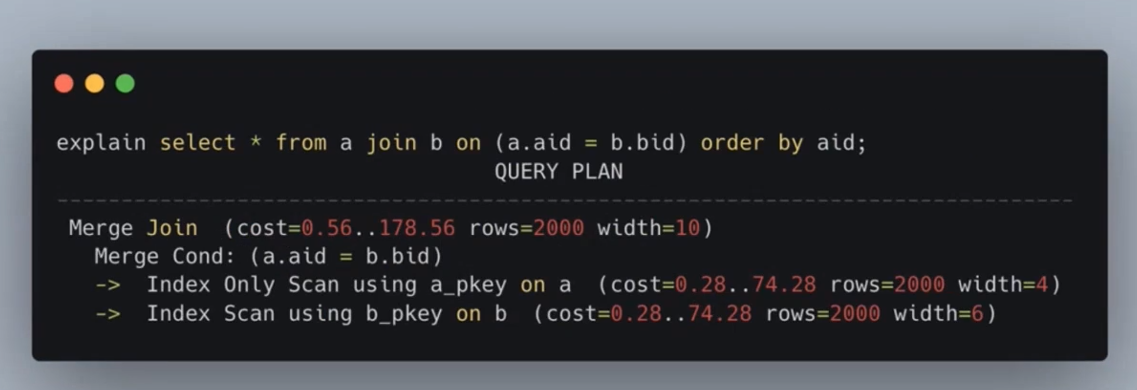 explain select * from a join b on (a.aid = b.bid) order by aid;
QUERY PLAN
--------------------------------------------------------------------------------
Merge Join  (cost=0.56..178.56 rows=2000 width=10)
Merge Cond: (a.aid = b.bid)
->  Index Only Scan using a_pkey on a  (cost=0.28..74.28 rows=2000 width=4)
->  Index Scan using b_pkey on b  (cost=0.28..74.28 rows=2000 width=6)